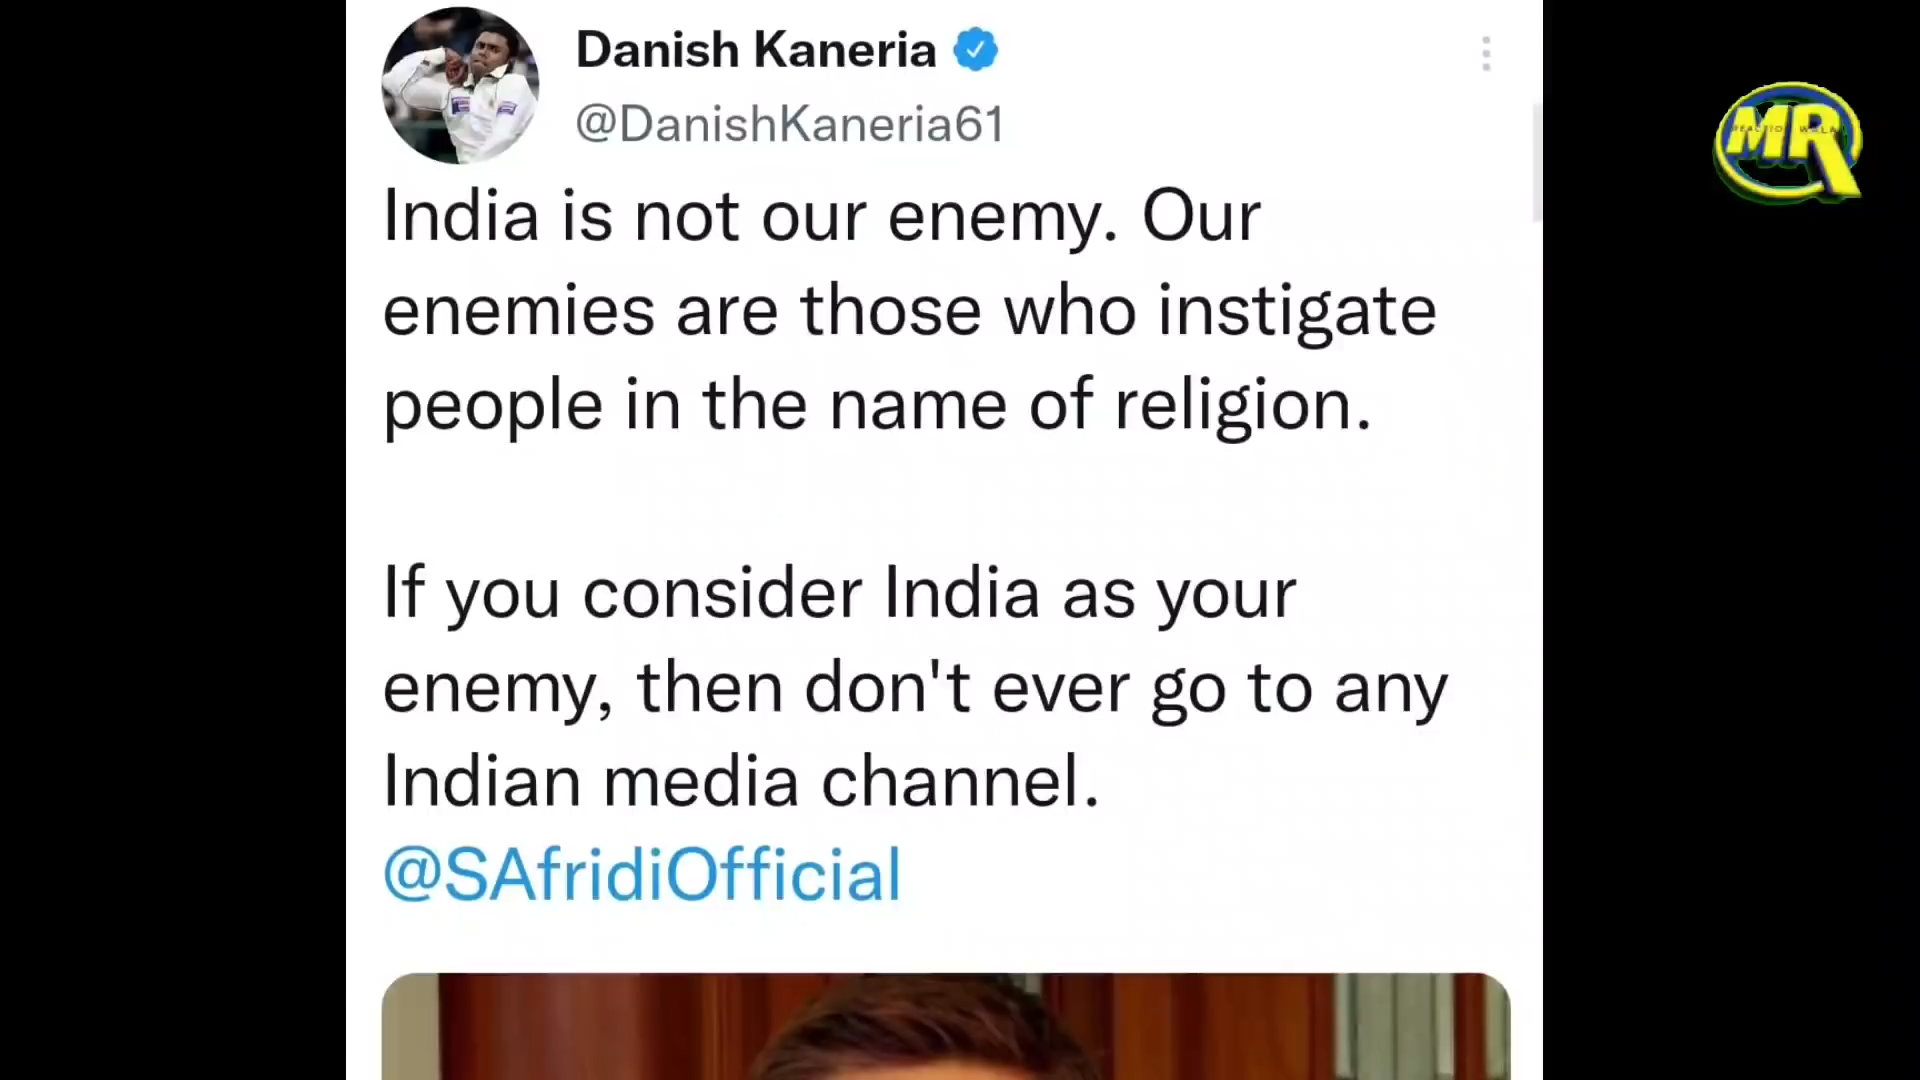 Danish Kaneria
@DanishKaneria61
India is not our enemy. Our
enemies are those who instigate
people in the name of religion.
If you consider India as your
enemy, then don't ever go to any
Indian media channel.
@SAfridiOfficial
MR
REACTION WALA